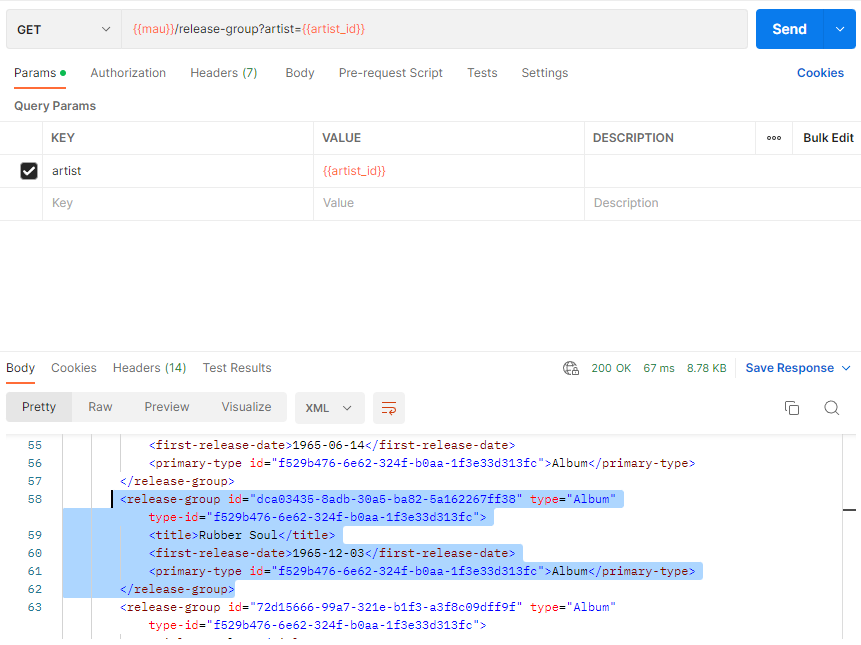 GET {{mau}}/release-group?artist={{artist_id}} Send
Params Authorization Headers (7) Body Pre-request Script Tests Settings Cookies
Query Params
KEY VALUE DESCRIPTION Bulk Edit
artist {{artist_id}}
Key Value Description
Body Cookies Headers (14) Test Results 200 OK 67 ms 8.78 KB Save Response
Pretty Raw Preview Visualize XML
55 <first-release-date>1965-06-14</first-release-date>
56 <primary-type id="f529b476-6e62-324f-b0aa-1f3e33d313fc">Album</primary-type>
57 </release-group>
58 <release-group id="dca03435-8adb-30a5-ba82-5a162267ff38" type="Album"
type-id="f529b476-6e62-324f-b0aa-1f3e33d313fc">
59 <title>Rubber Soul</title>
60 <first-release-date>1965-12-03</first-release-date>
61 <primary-type id="f529b476-6e62-324f-b0aa-1f3e33d313fc">Album</primary-type>
62 </release-group>
63 <release-group id="72d15666-99a7-321e-b1f3-a3f8c09dff9f" type="Album"
type-id="f529b476-6e62-324f-b0aa-1f3e33d313fc">